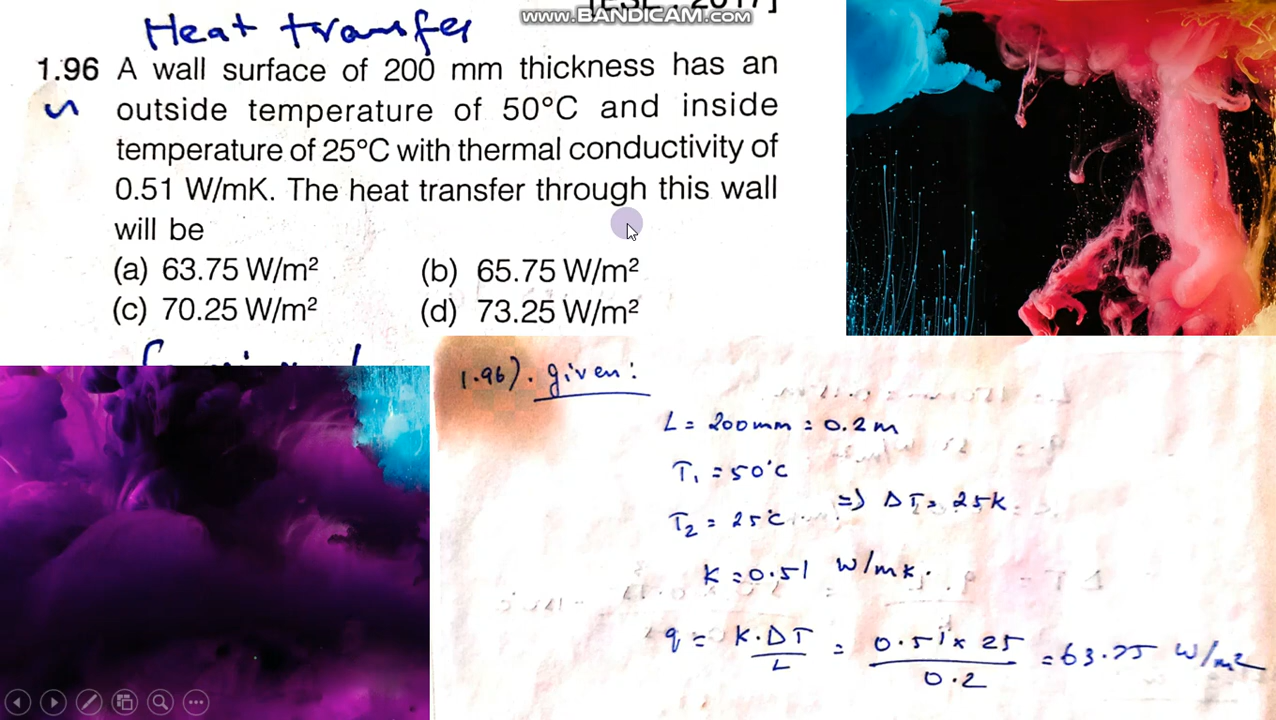 www.BANDICAM.com
Heat transfer
1.96 A wall surface of 200 mm thickness has an
outside temperature of 50°C and inside
temperature of 25°C with thermal conductivity of
0.51 W/mK. The heat transfer through this wall
will be
(a) 63.75 W/m² (b) 65.75 W/m²
(c) 70.25 W/m² (d) 73.25 W/m²
1.96). given:
L = 200mm = 0.2m
T₁ = 50°C
=> ΔT = 25K
T₂ = 25°C
K = 0.51 W/mK.
q = K.ΔT/L = 0.51 x 25/0.2 = 63.75 W/m²